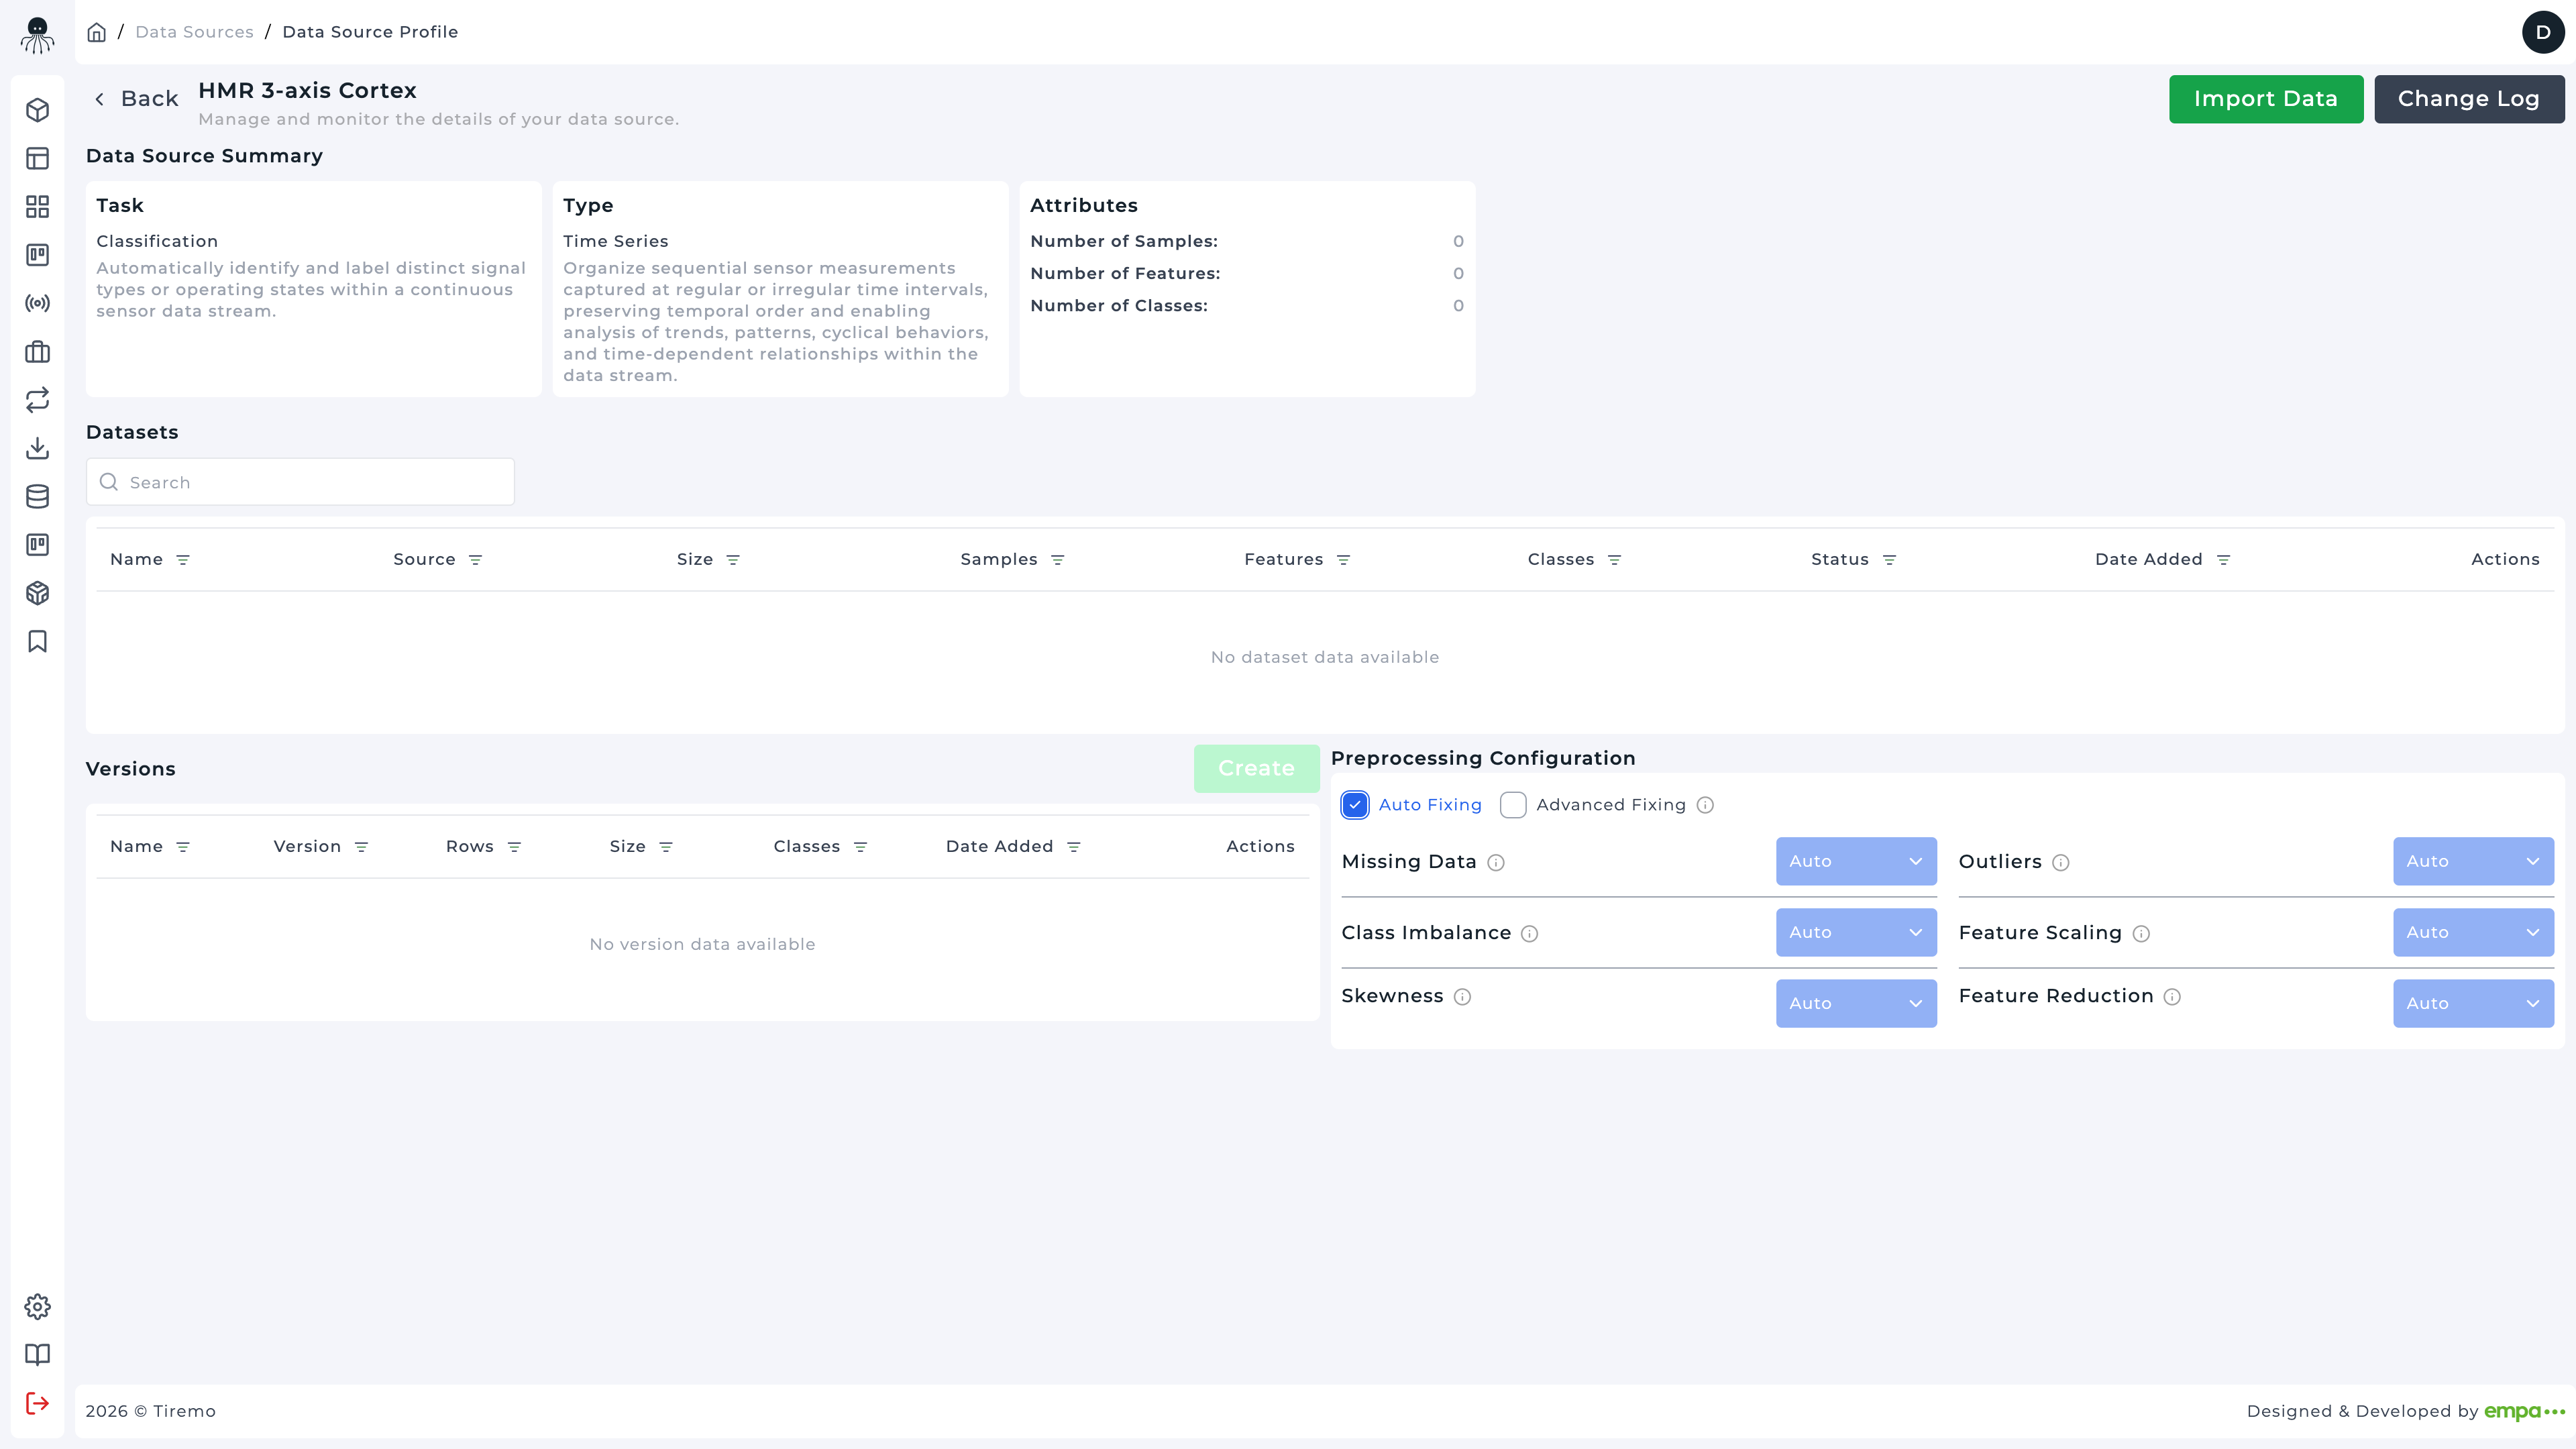 / Data Sources / Data Source Profile
D
Back
HMR 3-axis Cortex
Manage and monitor the details of your data source.
Import Data
Change Log
Data Source Summary
Task
Classification
Automatically identify and label distinct signal
types or operating states within a continuous
sensor data stream.
Type
Time Series
Organize sequential sensor measurements
captured at regular or irregular time intervals,
preserving temporal order and enabling
analysis of trends, patterns, cyclical behaviors,
and time-dependent relationships within the
data stream.
Attributes
Number of Samples: 0
Number of Features: 0
Number of Classes: 0
Datasets
Search
Name Source Size Samples Features Classes Status Date Added Actions
No dataset data available
Versions
Create
Name Version Rows Size Classes Date Added Actions
No version data available
Preprocessing Configuration
Auto Fixing Advanced Fixing
Missing Data Auto Outliers Auto
Class Imbalance Auto Feature Scaling Auto
Skewness Auto Feature Reduction Auto
2026 © Tiremo
Designed & Developed by empa